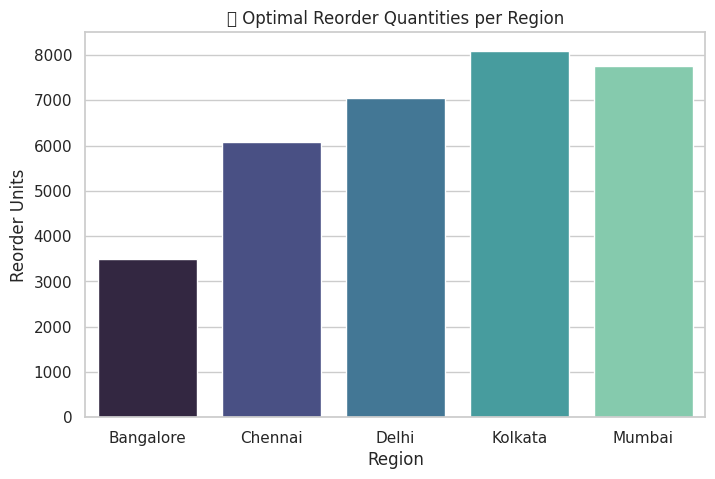 ▯ Optimal Reorder Quantities per Region
Reorder Units
8000
7000
6000
5000
4000
3000
2000
1000
0
Bangalore Chennai Delhi Kolkata Mumbai
Region